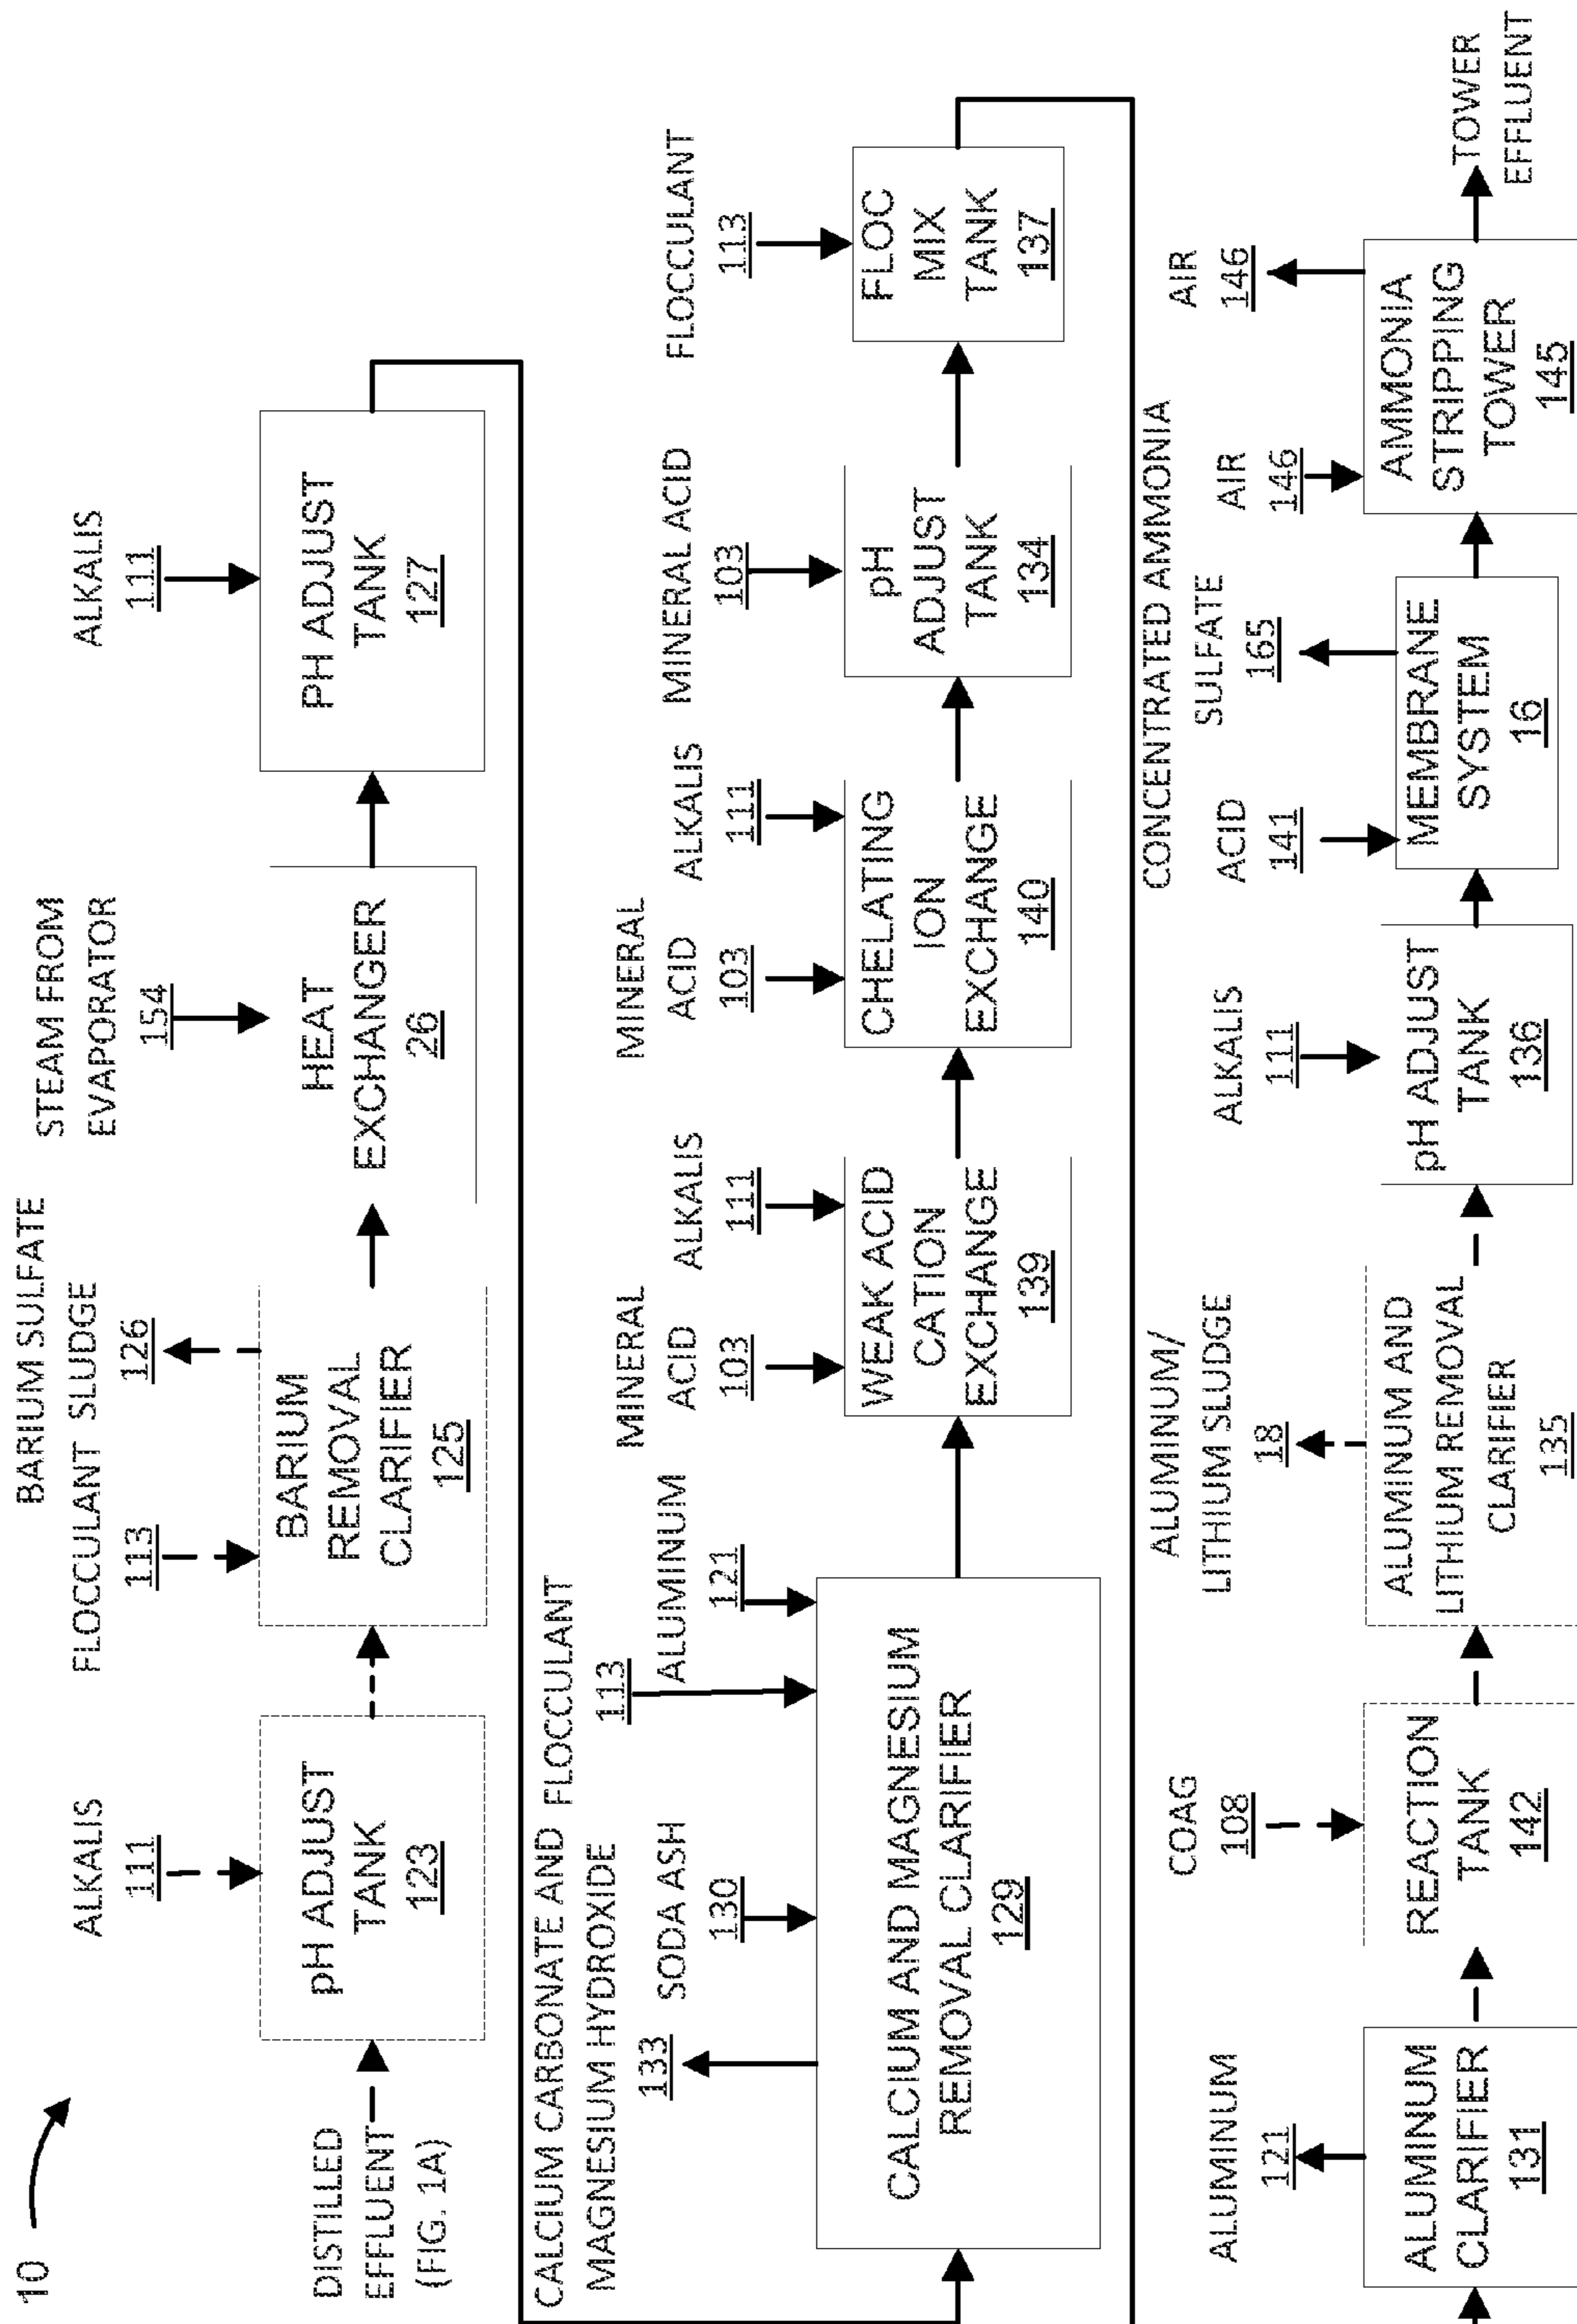 10
DISTILLED
EFFLUENT
(FIG. 1A)
ALKALIS
111
pH ADJUST
TANK
123
BARIUM SULFATE
FLOCCULANT SLUDGE
113
126
BARIUM
REMOVAL
CLARIFIER
125
STEAM FROM
EVAPORATOR
154
HEAT
EXCHANGER
26
ALKALIS
111
PH ADJUST
TANK
127
CALCIUM CARBONATE AND
MAGNESIUM HYDROXIDE
133
SODA ASH
130
FLOCCULANT
113
ALUMINUM
121
CALCIUM AND MAGNESIUM
REMOVAL CLARIFIER
129
MINERAL
ACID
103
ALKALIS
111
WEAK ACID
CATION
EXCHANGE
139
MINERAL
ACID
103
ALKALIS
111
CHELATING
ION
EXCHANGE
140
MINERAL ACID
103
pH
ADJUST
TANK
134
FLOCCULANT
113
FLOC
MIX
TANK
137
ALUMINUM
121
ALUMINUM
CLARIFIER
131
COAG
108
REACTION
TANK
142
ALUMINUM/
LITHIUM SLUDGE
18
ALUMINUM AND
LITHIUM REMOVAL
CLARIFIER
135
ALKALIS
111
pH ADJUST
TANK
136
CONCENTRATED AMMONIA
SULFATE
165
ACID
141
MEMBRANE
SYSTEM
16
AIR
146
AIR
146
AMMONIA
STRIPPING
TOWER
145
TOWER
EFFLUENT